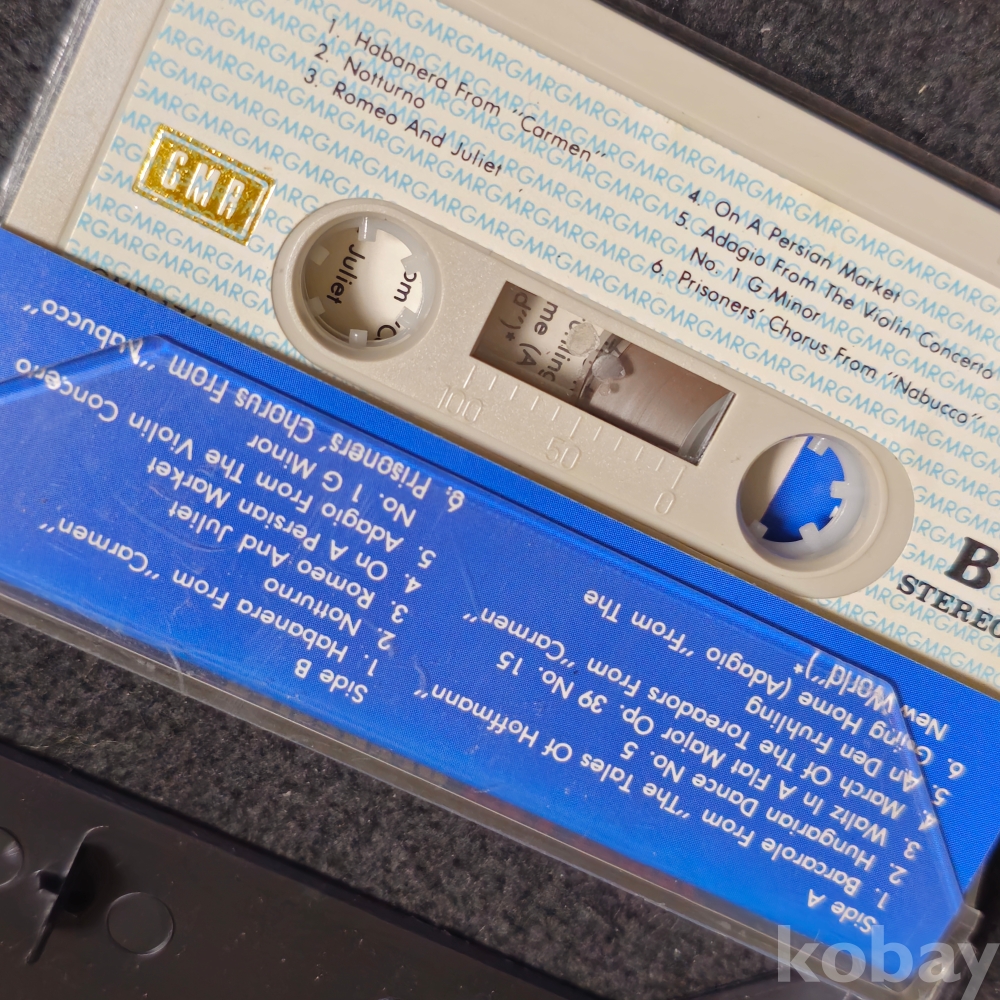 1. Habanera From "Carmen"
2. Notturno
3. Romeo And Juliet
4. On A Persian Market
5. Adagio From The Violin Concerto
No. 1 G Minor
6. Prisoners' Chorus From "Nabucco"
GMR
om "C
Juliet
hling
me (A
d")*
100
50
0
B
STEREO
Side A
1. Barcarole From "The Tales Of Hoffmann"
2. Hungarian Dance No. 5
3. Waltz In A Flat Major Op. 39 No. 15
4. March Of The Toreadors From "Carmen"
5. An Den Fruhling
6. Going Home (Adagio "From The
New World")*
Side B
1. Habanera From "Carmen"
2. Notturno
3. Romeo And Juliet
4. On A Persian Market
5. Adagio From The Violin Concerto
No. 1 G Minor
6. Prisoners' Chorus From "Nabucco"
kobay